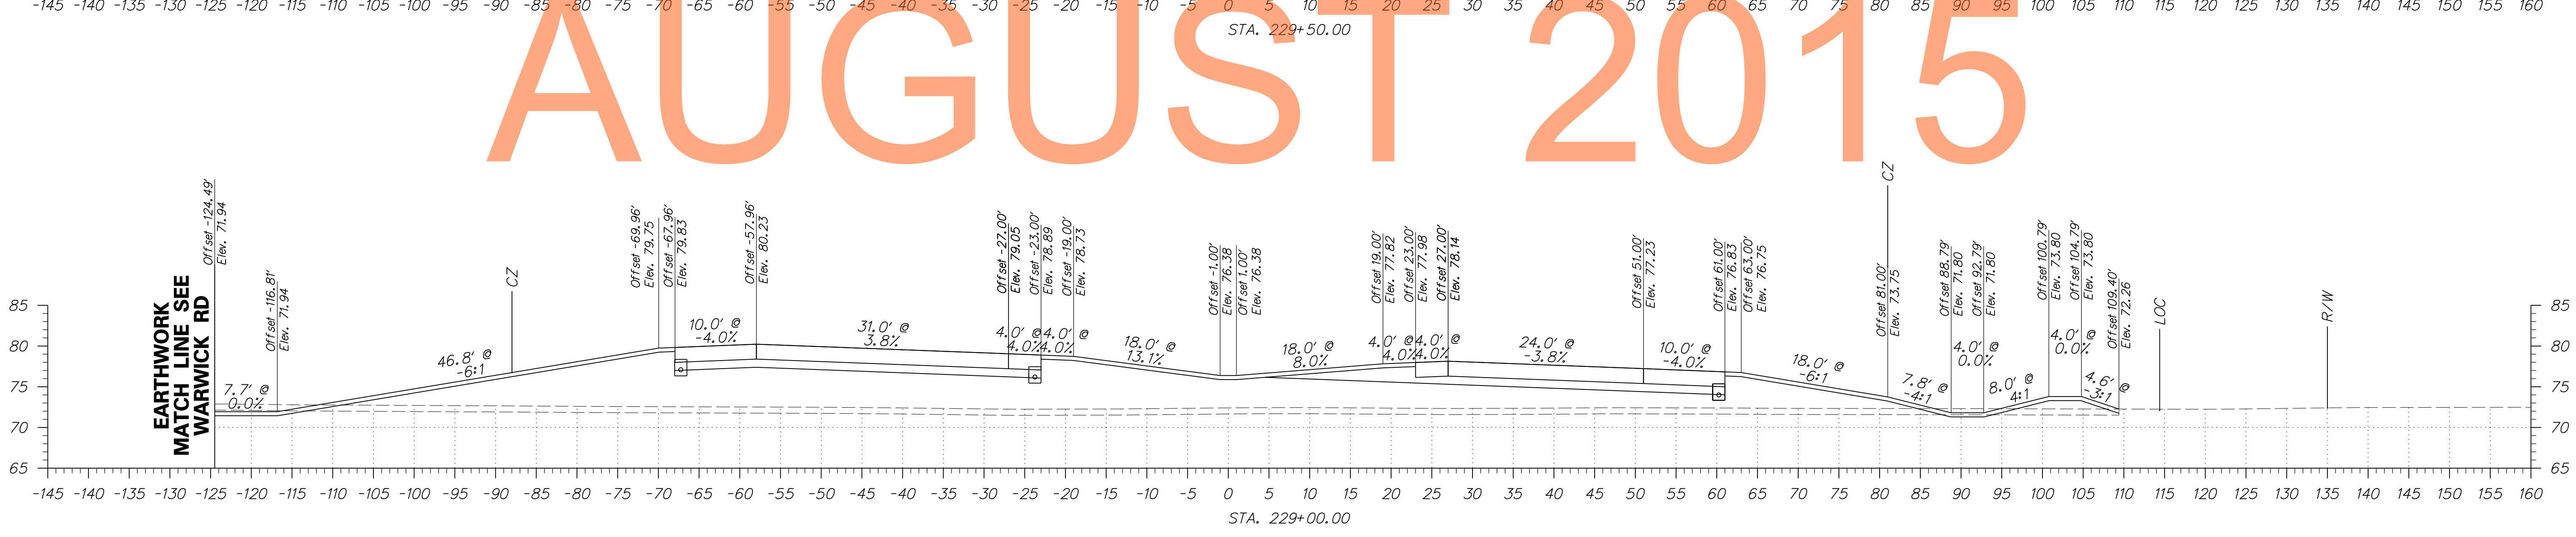 -145 -140 -135 -130 -125 -120 -115 -110 -105 -100 -95 -90 -85 -80 -75 -70 -65 -60 -55 -50 -45 -40 -35 -30 -25 -20 -15 -10 -5 0 5 10 15 20 25 30 35 40 45 50 55 60 65 70 75 80 85 90 95 100 105 110 115 120 125 130 135 140 145 150 155 160
STA. 229+50.00
AUGUST 2015
EARTHWORK
MATCH LINE SEE
WARWICK RD
Offset -124.49'
Elev. 71.94
Offset -116.81'
Elev. 71.94
CZ
Offset -69.96'
Elev. 79.75
Offset -67.96'
Elev. 79.83
Offset -57.96'
Elev. 80.23
Offset -27.00'
Elev. 79.05
Offset -23.00'
Elev. 78.89
Offset -19.00'
Elev. 78.73
Offset -1.00'
Elev. 76.38
Offset 1.00'
Elev. 76.38
Offset 19.00'
Elev. 77.82
Offset 23.00'
Elev. 77.98
Offset 27.00'
Elev. 78.14
Offset 51.00'
Elev. 77.23
Offset 61.00'
Elev. 76.83
Offset 63.00'
Elev. 76.75
CZ
Offset 81.00'
Elev. 73.75
Offset 88.79'
Elev. 71.80
Offset 92.79'
Elev. 71.80
Offset 100.79'
Elev. 73.80
Offset 104.79'
Elev. 73.80
Offset 109.40'
Elev. 72.26
LOC
R/W
7.7' @
0.0%
46.8' @
-6:1
10.0' @
-4.0%
31.0' @
3.8%
4.0' @
4.0%
4.0' @
4.0%
18.0' @
13.1%
18.0' @
8.0%
4.0' @
4.0%
4.0' @
4.0%
24.0' @
-3.8%
10.0' @
-4.0%
18.0' @
-6:1
7.8' @
-4:1
4.0' @
0.0%
8.0' @
4:1
4.0' @
0.0%
4.6' @
-3:1
85
80
75
70
65
85
80
75
70
65
-145 -140 -135 -130 -125 -120 -115 -110 -105 -100 -95 -90 -85 -80 -75 -70 -65 -60 -55 -50 -45 -40 -35 -30 -25 -20 -15 -10 -5 0 5 10 15 20 25 30 35 40 45 50 55 60 65 70 75 80 85 90 95 100 105 110 115 120 125 130 135 140 145 150 155 160
STA. 229+00.00